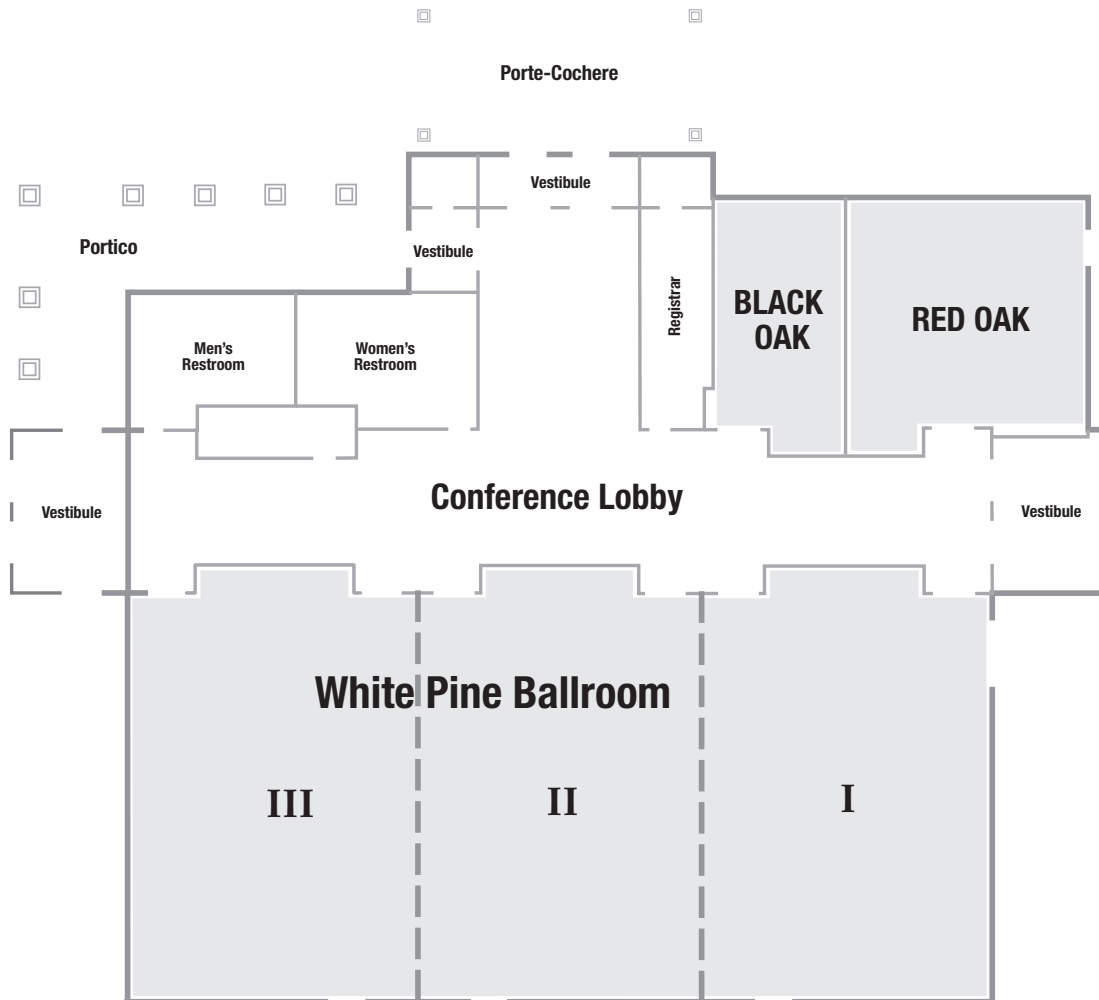 Porte-Cochere
Vestibule
Portico
Vestibule
Registrar
BLACK
OAK
RED OAK
Men's
Restroom
Women's
Restroom
Conference Lobby
Vestibule
Vestibule
White Pine Ballroom
III
II
I